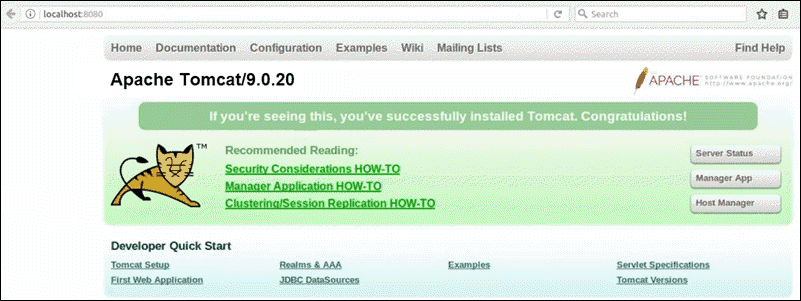 localhost:8080
Search
Home Documentation Configuration Examples Wiki Mailing Lists Find Help
Apache Tomcat/9.0.20
APACHE SOFTWARE FOUNDATION
http://www.apache.org/
If you're seeing this, you've successfully installed Tomcat. Congratulations!
TM
Recommended Reading:
Security Considerations HOW-TO
Manager Application HOW-TO
Clustering/Session Replication HOW-TO
Server Status
Manager App
Host Manager
Developer Quick Start
Tomcat Setup Realms & AAA Examples Servlet Specifications
First Web Application JDBC DataSources Tomcat Versions